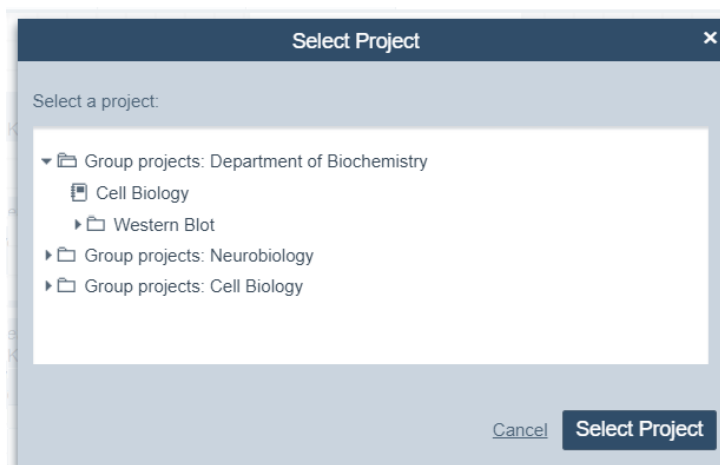 Select Project
Select a project:
Group projects: Department of Biochemistry
Cell Biology
Western Blot
Group projects: Neurobiology
Group projects: Cell Biology
Cancel
Select Project